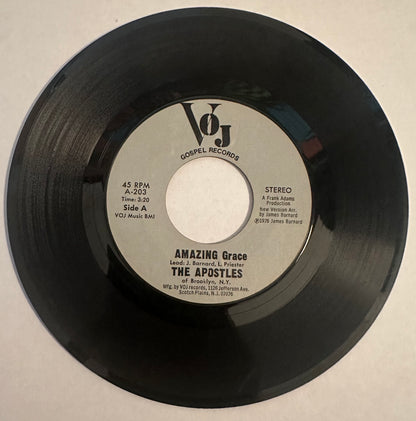 VOJ
GOSPEL RECORDS
45 RPM
A-203
Time: 3:20
Side A
VOJ Music BMI
STEREO
A Frank Adams
Production
New Version Arr.
by James Barnard
Ⓟ1976 James Barnard
AMAZING Grace
Lead: J. Barnard, L. Priester
THE APOSTLES
of Brooklyn, N.Y.
Mfg. by VOJ records, 1126 Jefferson Ave.
Scotch Plains, N.J. 07076